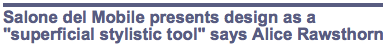 Salone del Mobile presents design as a
"superficial stylistic tool" says Alice Rawsthorn